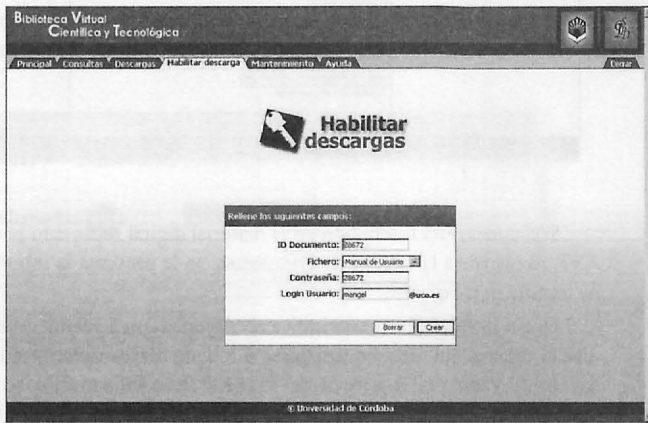 Biblioteca Virtual
Científica y Tecnológica
Principal Consultas Descargas Habilitar descarga Mantenimiento Ayuda Cerrar
Habilitar
descargas
Rellene los siguientes campos:
ID Documento: 28672
Fichero: Manual de Usuario
Contraseña: 28672
Login Usuario: mangel @uco.es
Borrar Crear
© Universidad de Córdoba